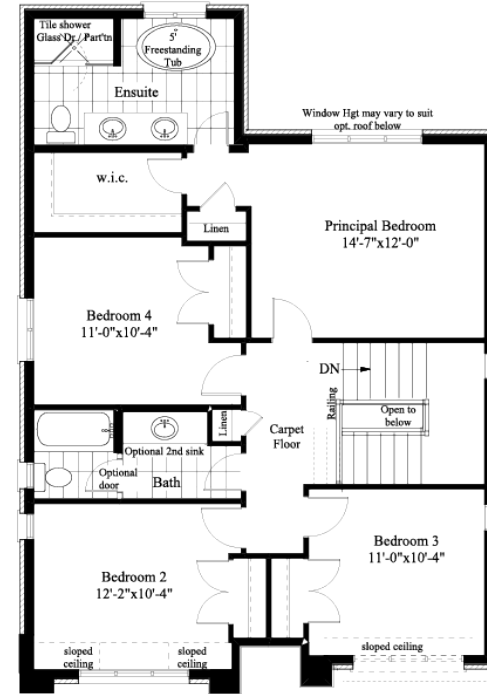 Tile shower
Glass Dr./ Part'tn
5'
Freestanding
Tub
Ensuite
Window Hgt may vary to suit
opt. roof below
w.i.c.
Linen
Principal Bedroom
14'-7"x12'-0"
Bedroom 4
11'-0"x10'-4"
DN
Railing
Open to
below
Linen
Carpet
Floor
Optional 2nd sink
Optional
door
Bath
Bedroom 3
11'-0"x10'-4"
Bedroom 2
12'-2"x10'-4"
sloped
ceiling
sloped
ceiling
sloped ceiling